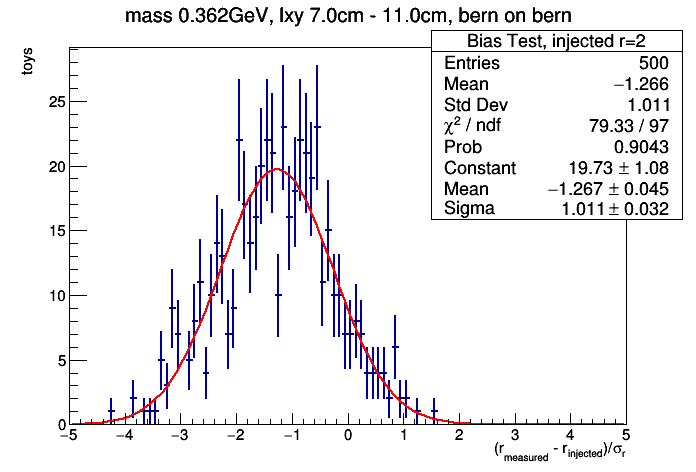 mass 0.362GeV, lxy 7.0cm - 11.0cm, bern on bern
Bias Test, injected r=2
Entries 500
Mean −1.266
Std Dev 1.011
χ² / ndf 79.33 / 97
Prob 0.9043
Constant 19.73 ± 1.08
Mean −1.267 ± 0.045
Sigma 1.011 ± 0.032
toys
25
20
15
10
5
0
−5 −4 −3 −2 −1 0 1 2 3 4 5
(r_measured - r_injected)/σ_r